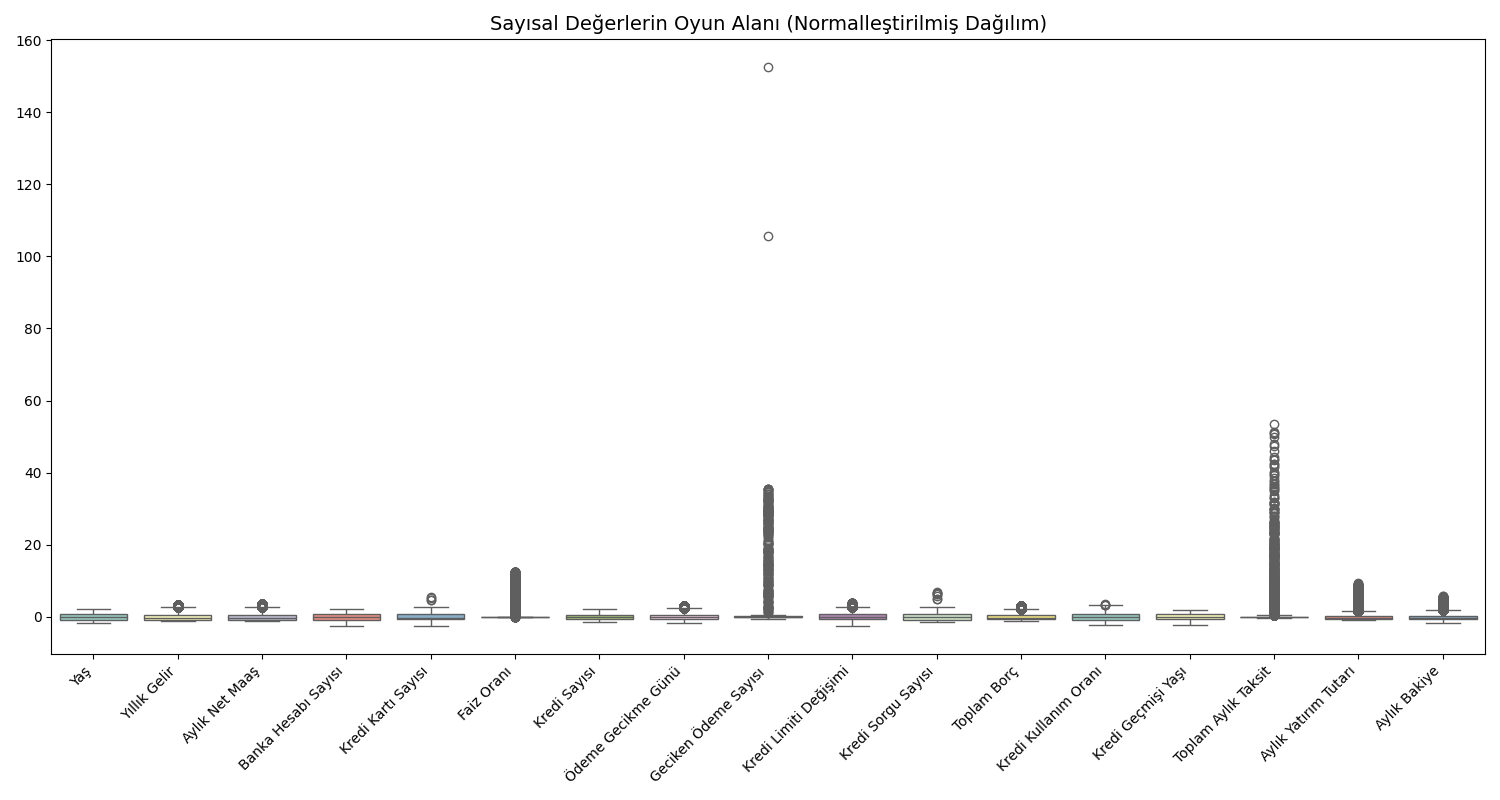 Sayısal Değerlerin Oyun Alanı (Normalleştirilmiş Dağılım)
160
140
120
100
80
60
40
20
0
Yaş
Yıllık Gelir
Aylık Net Maaş
Banka Hesabı Sayısı
Kredi Kartı Sayısı
Faiz Oranı
Kredi Sayısı
Ödeme Gecikme Günü
Geciken Ödeme Sayısı
Kredi Limiti Değişimi
Kredi Sorgu Sayısı
Toplam Borç
Kredi Kullanım Oranı
Kredi Geçmişi Yaşı
Toplam Aylık Taksit
Aylık Yatırım Tutarı
Aylık Bakiye